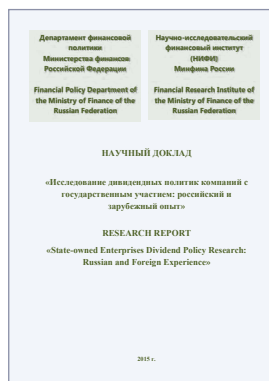 Департамент финансовой
политики
Министерства финансов
Российской Федерации
Financial Policy Department of
the Ministry of Finance of the
Russian Federation
Научно-исследовательский
финансовый институт
(НИФИ)
Минфина России
Financial Research Institute of
the Ministry of Finance of the
Russian Federation
НАУЧНЫЙ ДОКЛАД
«Исследование дивидендных политик компаний с
государственным участием: российский и
зарубежный опыт»
RESEARCH REPORT
«State-owned Enterprises Dividend Policy Research:
Russian and Foreign Experience»
2015 г.